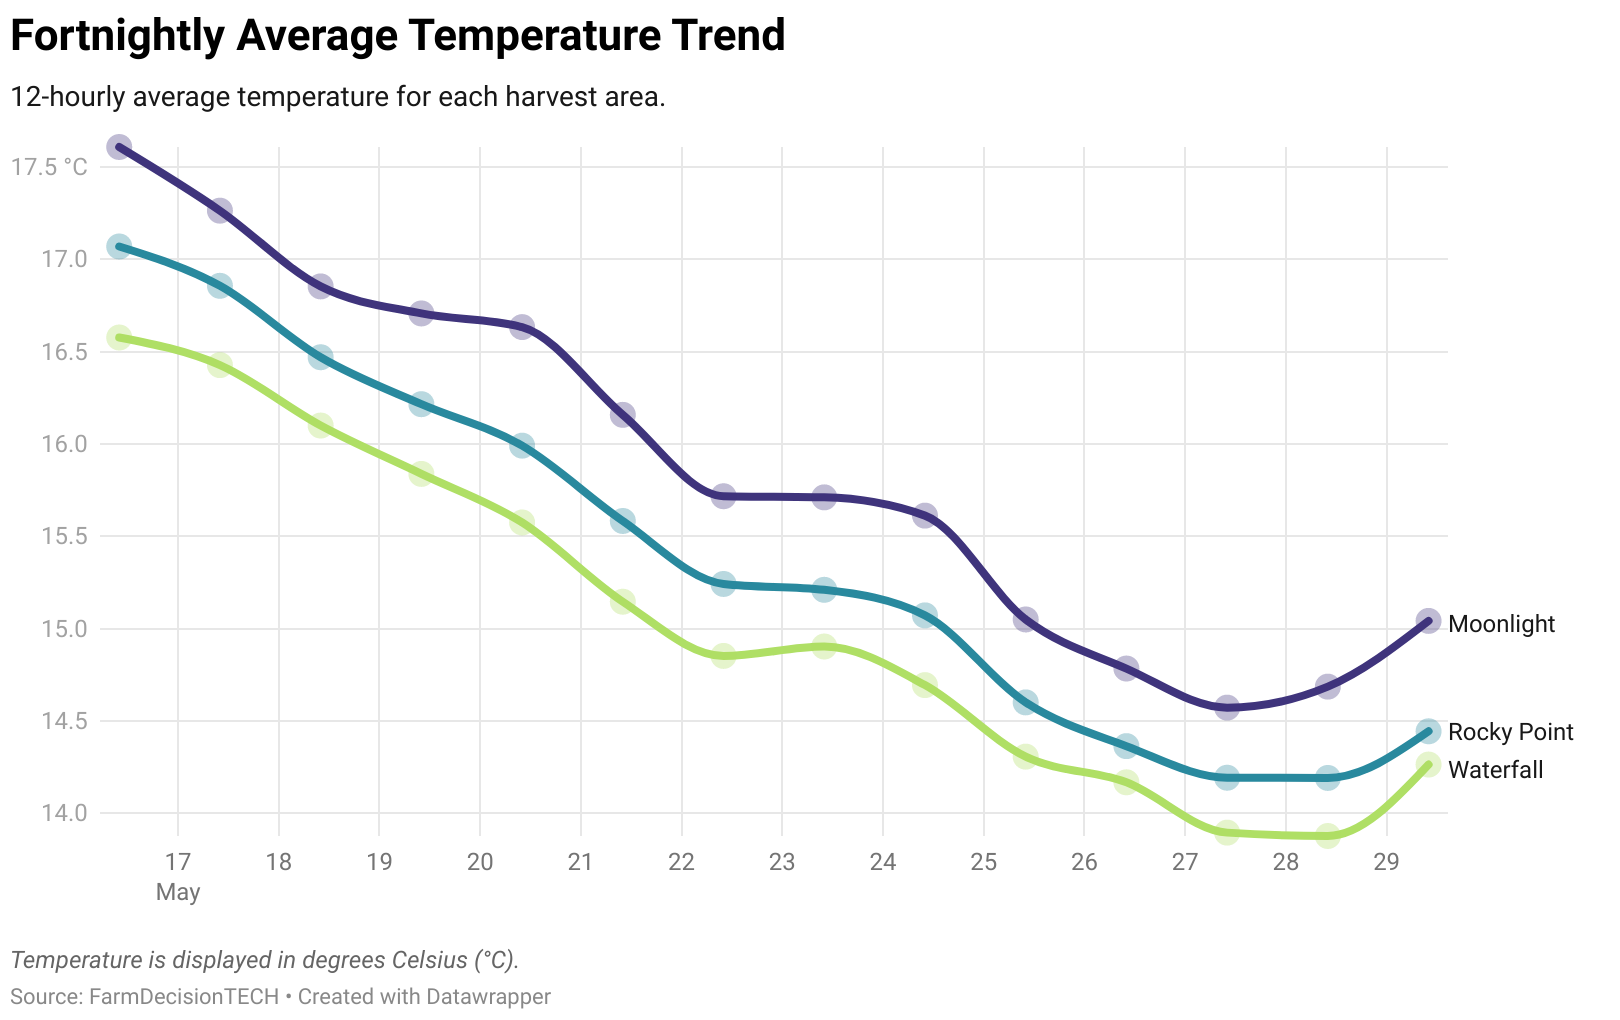 Fortnightly Average Temperature Trend
12-hourly average temperature for each harvest area.
17.5 °C
17.0
16.5
16.0
15.5
15.0
14.5
14.0
Moonlight
Rocky Point
Waterfall
17 18 19 20 21 22 23 24 25 26 27 28 29
May
Temperature is displayed in degrees Celsius (°C).
Source: FarmDecisionTECH • Created with Datawrapper